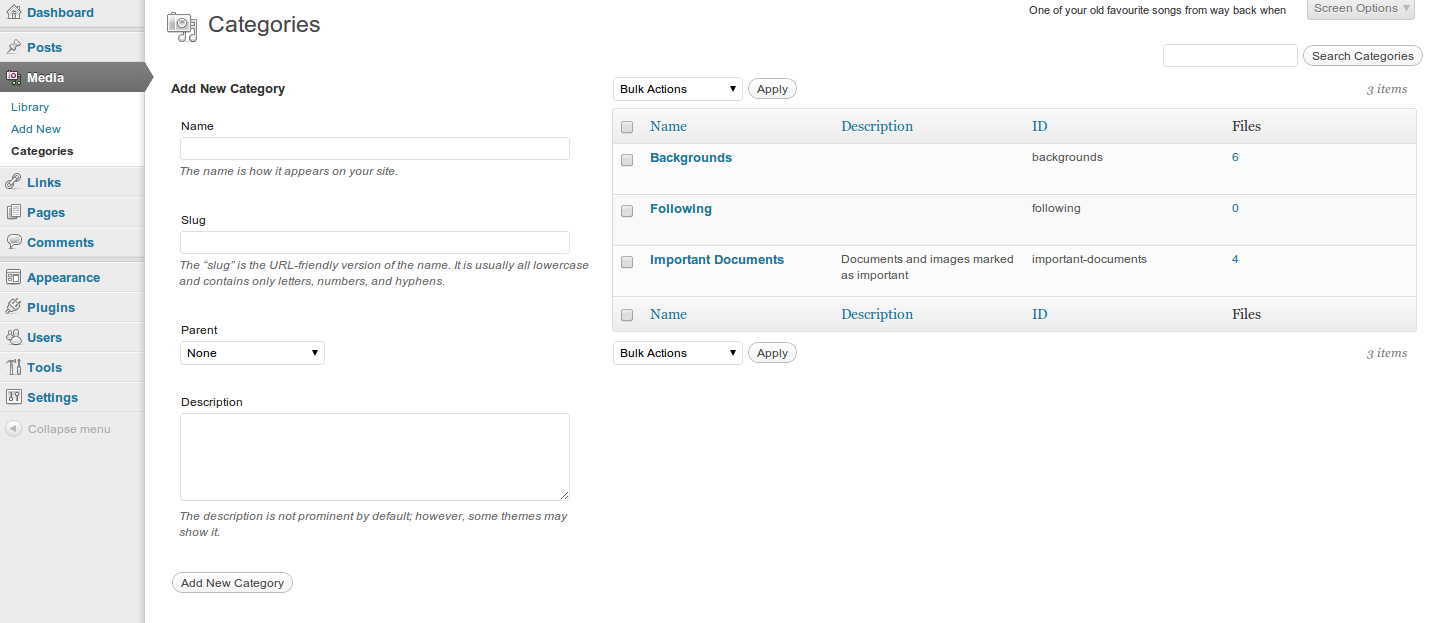 Dashboard
Posts
Media
Library
Add New
Categories
Links
Pages
Comments
Appearance
Plugins
Users
Tools
Settings
Collapse menu
Categories
One of your old favourite songs from way back when
Screen Options
Search Categories
Add New Category
Name
The name is how it appears on your site.
Slug
The “slug” is the URL-friendly version of the name. It is usually all lowercase
and contains only letters, numbers, and hyphens.
Parent
None
Description
The description is not prominent by default; however, some themes may
show it.
Add New Category
Bulk Actions Apply 3 items
Name Description ID Files
Backgrounds backgrounds 6
Following following 0
Important Documents Documents and images marked important-documents 4
as important
Name Description ID Files
Bulk Actions Apply 3 items